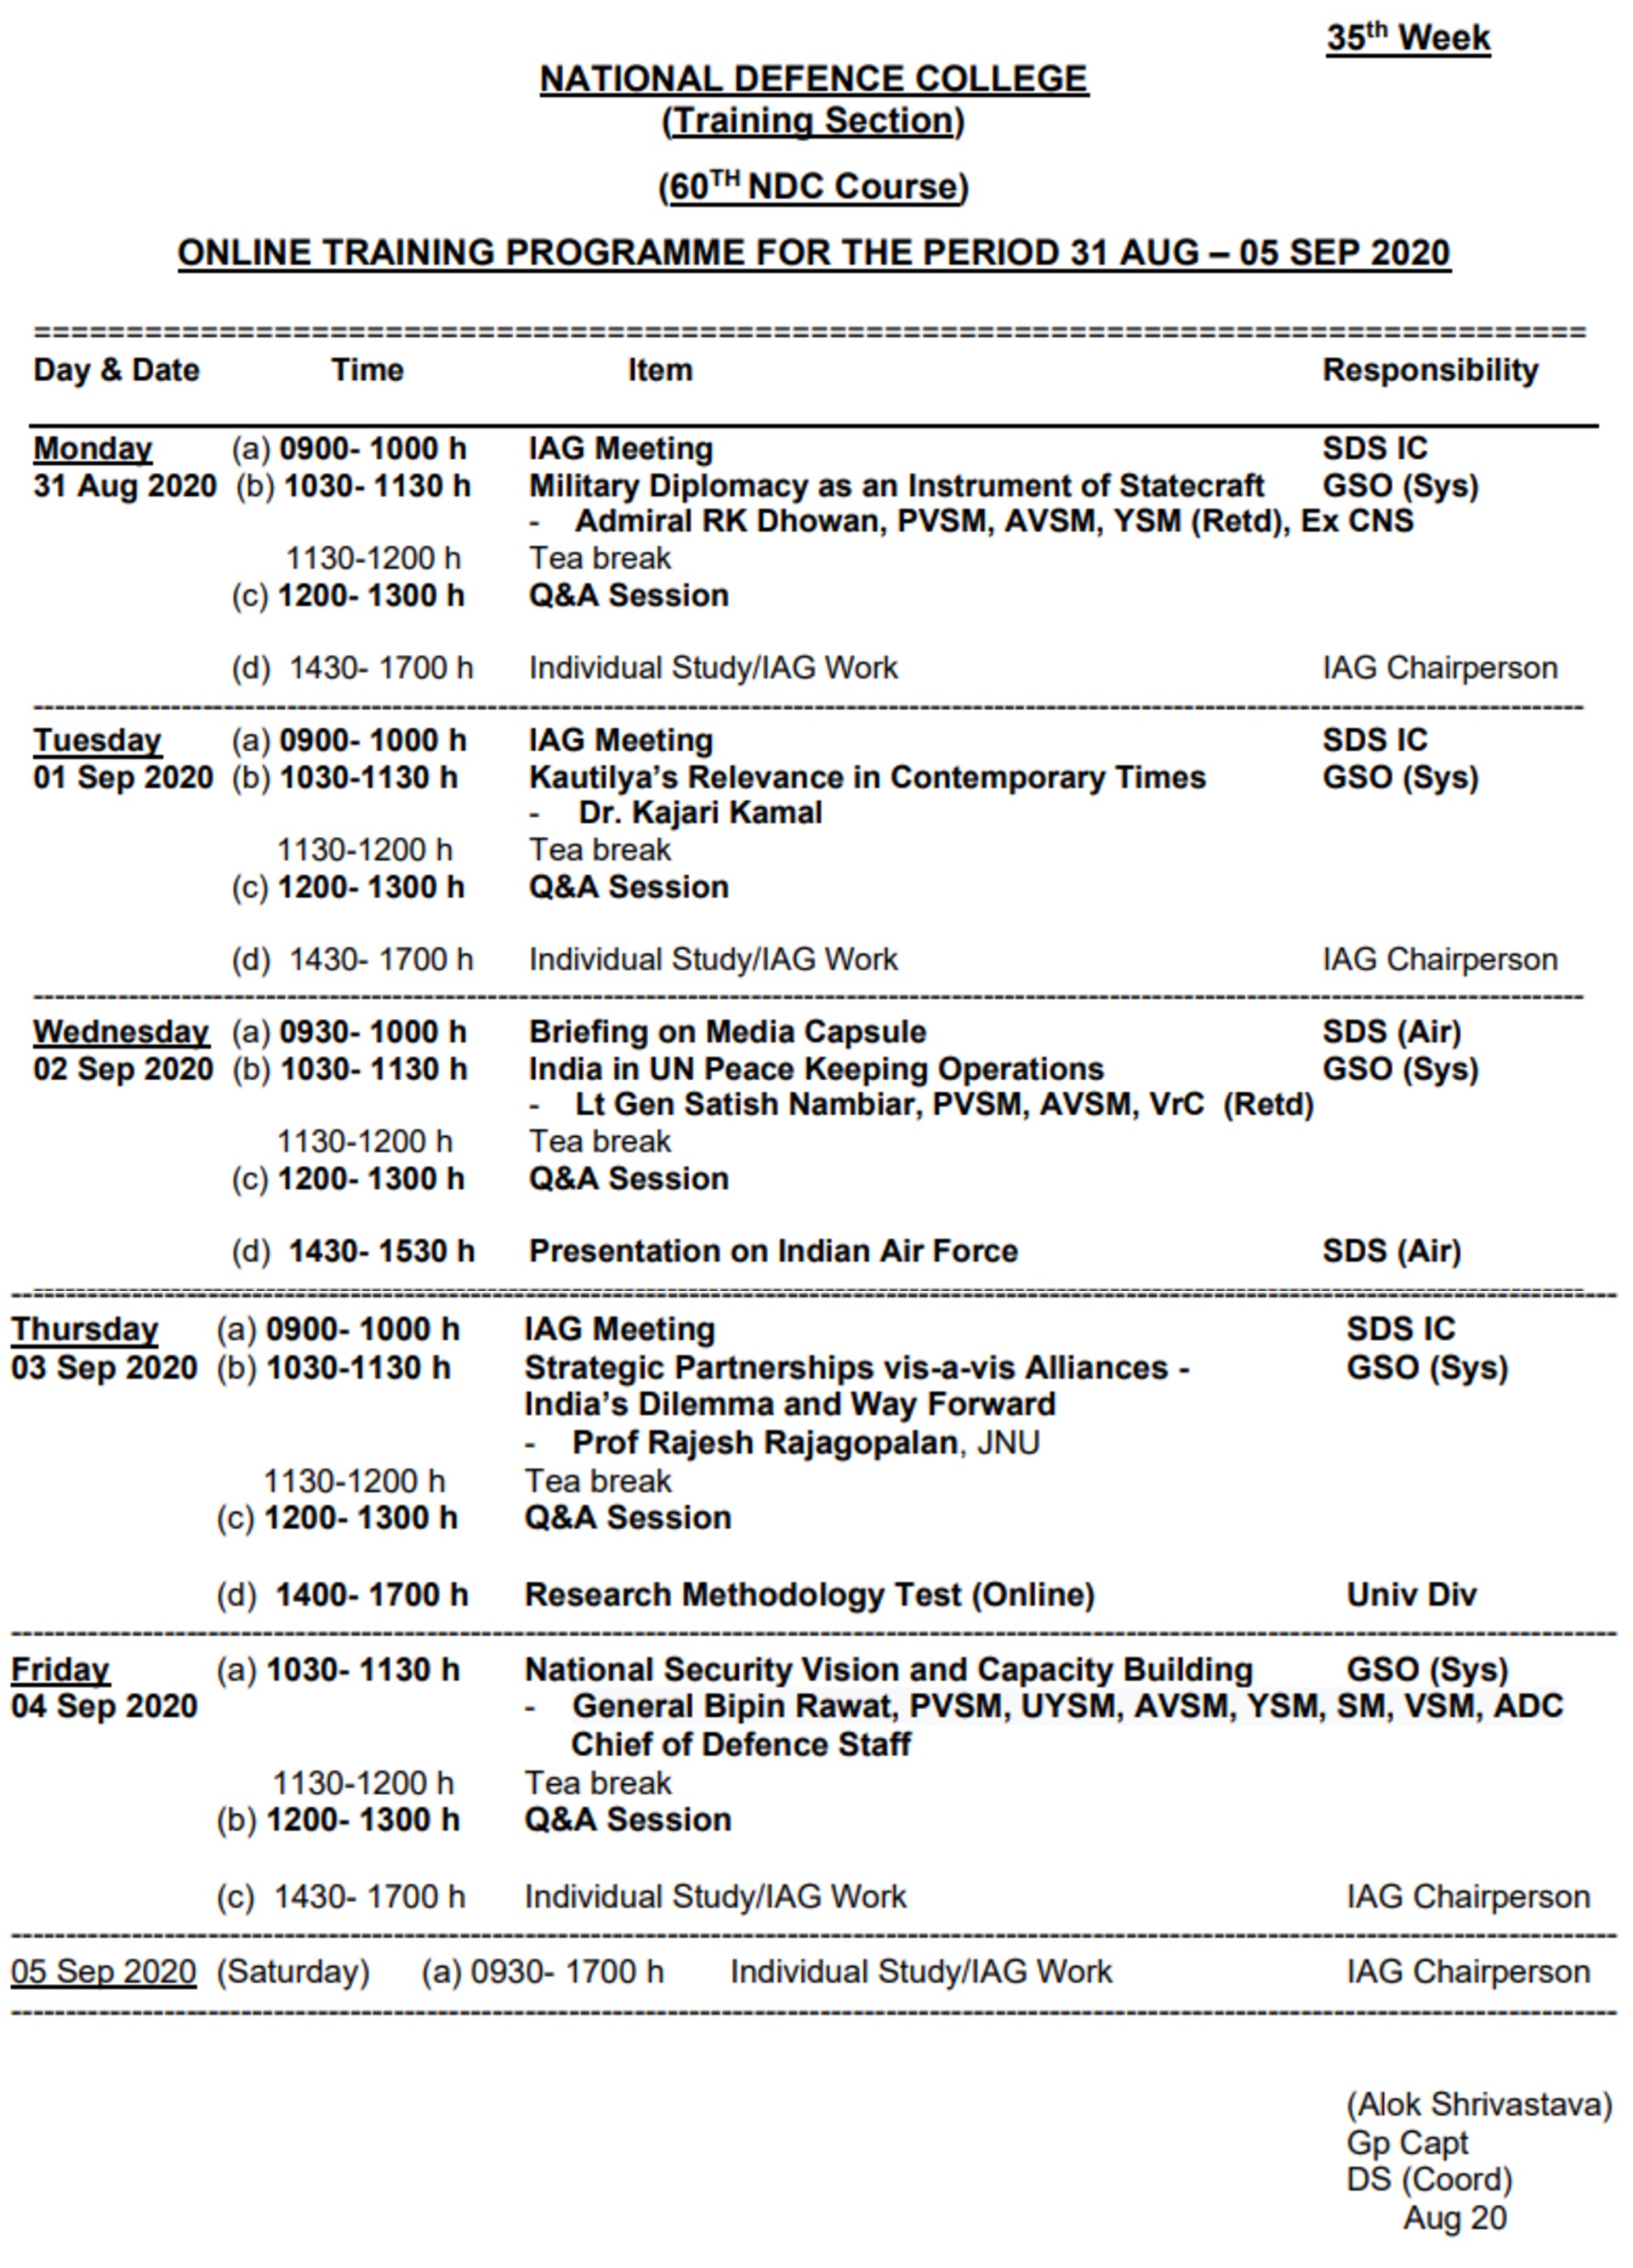 35th Week
NATIONAL DEFENCE COLLEGE
(Training Section)
(60TH NDC Course)
ONLINE TRAINING PROGRAMME FOR THE PERIOD 31 AUG – 05 SEP 2020
Day & Date Time Item Responsibility
Monday (a) 0900- 1000 h IAG Meeting SDS IC
31 Aug 2020 (b) 1030- 1130 h Military Diplomacy as an Instrument of Statecraft GSO (Sys)
- Admiral RK Dhowan, PVSM, AVSM, YSM (Retd), Ex CNS
1130-1200 h Tea break
(c) 1200- 1300 h Q&A Session
(d) 1430- 1700 h Individual Study/IAG Work IAG Chairperson
Tuesday (a) 0900- 1000 h IAG Meeting SDS IC
01 Sep 2020 (b) 1030-1130 h Kautilya’s Relevance in Contemporary Times GSO (Sys)
- Dr. Kajari Kamal
1130-1200 h Tea break
(c) 1200- 1300 h Q&A Session
(d) 1430- 1700 h Individual Study/IAG Work IAG Chairperson
Wednesday (a) 0930- 1000 h Briefing on Media Capsule SDS (Air)
02 Sep 2020 (b) 1030- 1130 h India in UN Peace Keeping Operations GSO (Sys)
- Lt Gen Satish Nambiar, PVSM, AVSM, VrC (Retd)
1130-1200 h Tea break
(c) 1200- 1300 h Q&A Session
(d) 1430- 1530 h Presentation on Indian Air Force SDS (Air)
Thursday (a) 0900- 1000 h IAG Meeting SDS IC
03 Sep 2020 (b) 1030-1130 h Strategic Partnerships vis-a-vis Alliances - GSO (Sys)
India’s Dilemma and Way Forward
- Prof Rajesh Rajagopalan, JNU
1130-1200 h Tea break
(c) 1200- 1300 h Q&A Session
(d) 1400- 1700 h Research Methodology Test (Online) Univ Div
Friday (a) 1030- 1130 h National Security Vision and Capacity Building GSO (Sys)
04 Sep 2020 - General Bipin Rawat, PVSM, UYSM, AVSM, YSM, SM, VSM, ADC
Chief of Defence Staff
1130-1200 h Tea break
(b) 1200- 1300 h Q&A Session
(c) 1430- 1700 h Individual Study/IAG Work IAG Chairperson
05 Sep 2020 (Saturday) (a) 0930- 1700 h Individual Study/IAG Work IAG Chairperson
(Alok Shrivastava)
Gp Capt
DS (Coord)
Aug 20